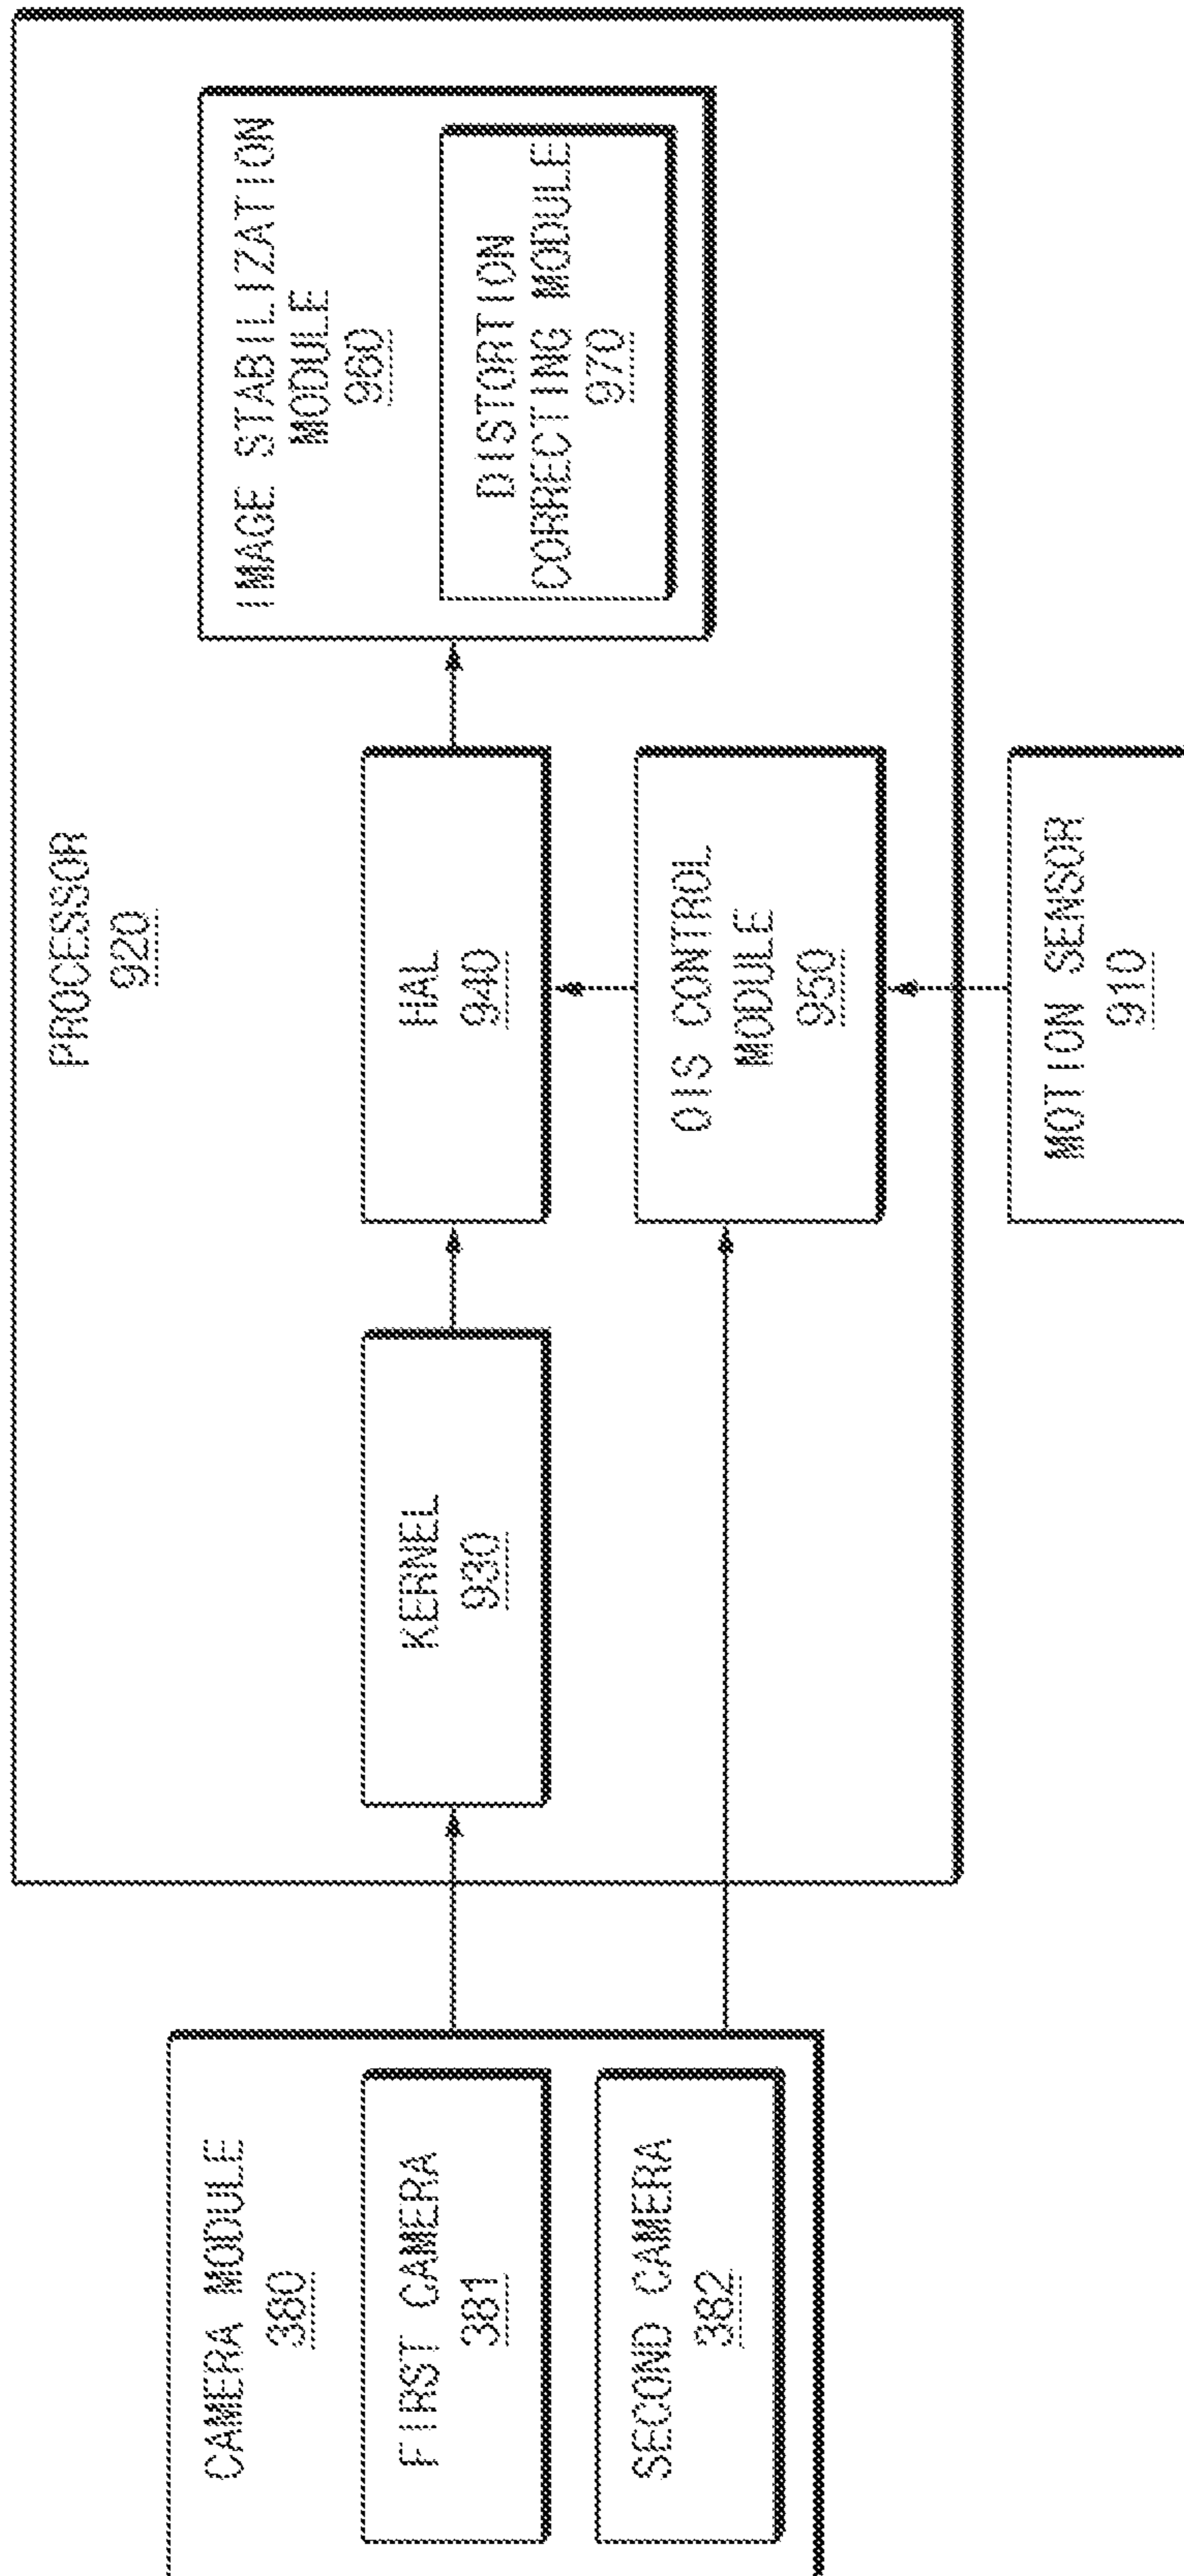 CAMERA MODULE
380
FIRST CAMERA
381
SECOND CAMERA
382
PROCESSOR
920
KERNEL
930
HAL
940
OIS CONTROL
MODULE
950
IMAGE STABILIZATION
MODULE
960
DISTORTION
CORRECTING MODULE
970
MOTION SENSOR
910